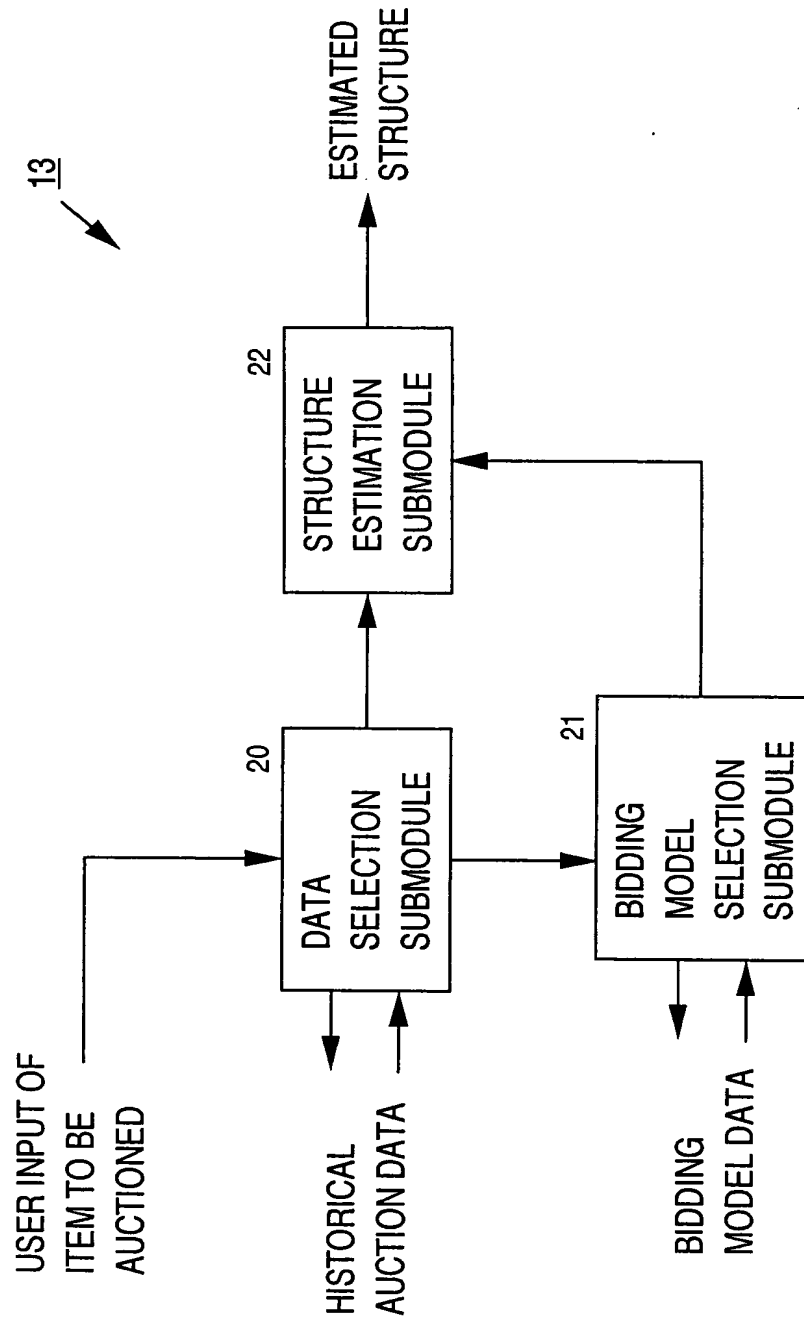 13
USER INPUT OF
ITEM TO BE
AUCTIONED
20
DATA
SELECTION
SUBMODULE
HISTORICAL
AUCTION DATA
22
STRUCTURE
ESTIMATION
SUBMODULE
ESTIMATED
STRUCTURE
21
BIDDING
MODEL
SELECTION
SUBMODULE
BIDDING
MODEL DATA